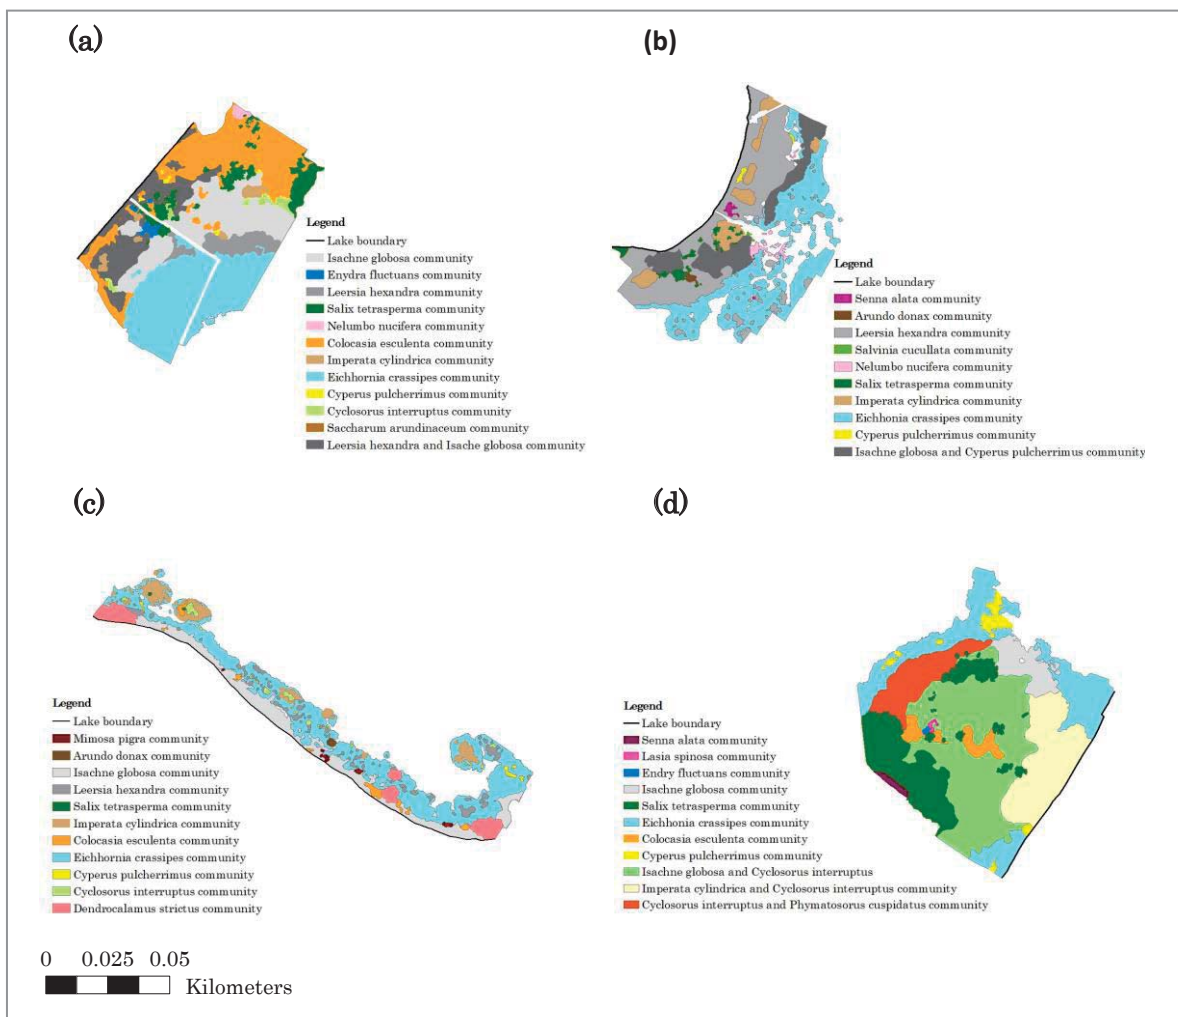 (a)
Legend
Lake boundary
Isachne globosa community
Enydra fluctuans community
Leersia hexandra community
Salix tetrasperma community
Nelumbo nucifera community
Colocasia esculenta community
Imperata cylindrica community
Eichhornia crassipes community
Cyperus pulcherrimus community
Cyclosorus interruptus community
Saccharum arundinaceum community
Leersia hexandra and Isache globosa community
(b)
Legend
Lake boundary
Senna alata community
Arundo donax community
Leersia hexandra community
Salvinia cucullata community
Nelumbo nucifera community
Salix tetrasperma community
Imperata cylindrica community
Eichhonia crassipes community
Cyperus pulcherrimus community
Isachne globosa and Cyperus pulcherrimus community
(c)
Legend
Lake boundary
Mimosa pigra community
Arundo donax community
Isachne globosa community
Leersia hexandra community
Salix tetrasperma community
Imperata cylindrica community
Colocasia esculenta community
Eichhornia crassipes community
Cyperus pulcherrimus community
Cyclosorus interruptus community
Dendrocalamus strictus community
(d)
Legend
Lake boundary
Senna alata community
Lasia spinosa community
Endry fluctuans community
Isachne globosa community
Salix tetrasperma community
Eichhonia crassipes community
Colocasia esculenta community
Cyperus pulcherrimus community
Isachne globosa and Cyclosorus interruptus
Imperata cylindrica and Cyclosorus interruptus community
Cyclosorus interruptus and Phymatosorus cuspidatus community
0 0.025 0.05
Kilometers